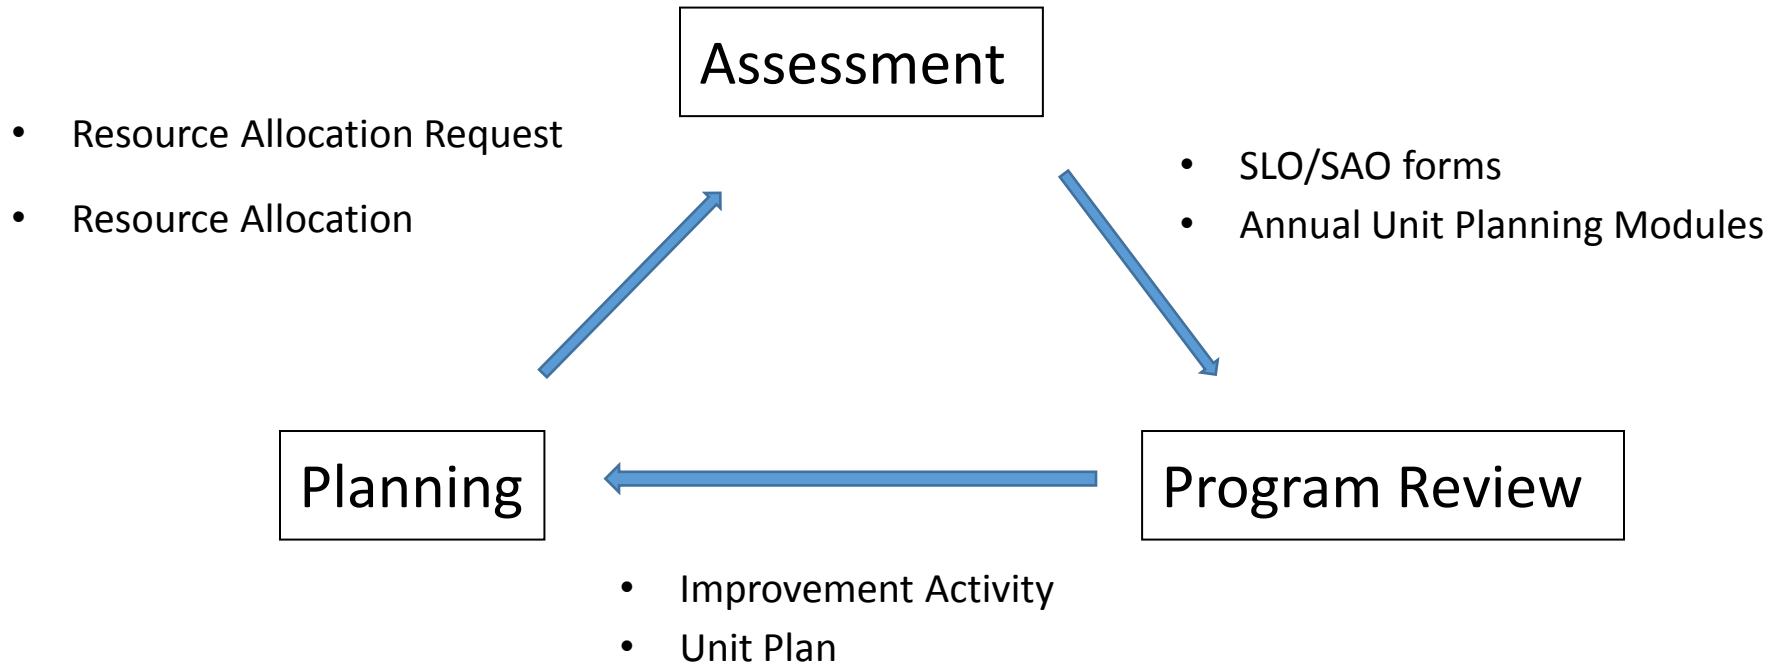 Assessment
• Resource Allocation Request
• Resource Allocation
• SLO/SAO forms
• Annual Unit Planning Modules
Planning
Program Review
• Improvement Activity
• Unit Plan